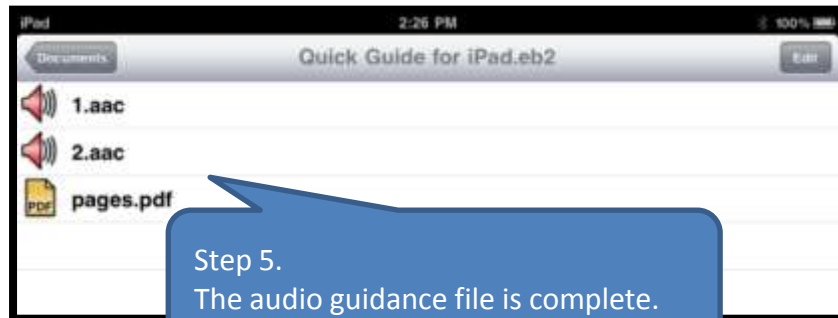 iPad 2:26 PM 100%
Documents Quick Guide for iPad.eb2 Edit
1.aac
2.aac
PDF pages.pdf
Step 5.
The audio guidance file is complete.